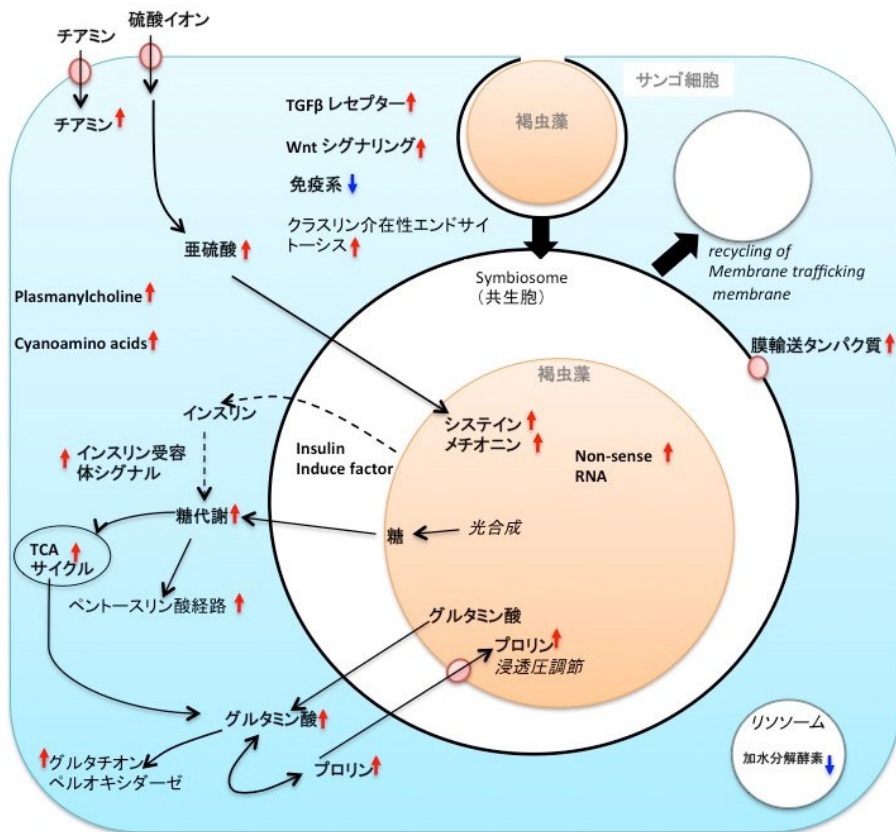 チアミン
硫酸イオン
チアミン
TGFβ レセプター
Wnt シグナリング
免疫系
クラスリン介在性エンドサイ
トーシス
褐虫藻
サンゴ細胞
亜硫酸
Plasmanylcholine
Cyanoamino acids
Symbiosome
（共生胞）
recycling of
Membrane trafficking
membrane
膜輸送タンパク質
褐虫藻
システイン
メチオニン
Non-sense
RNA
インスリン
Insulin
Induce factor
インスリン受容
体シグナル
糖代謝
糖
光合成
TCA
サイクル
ペントースリン酸経路
グルタミン酸
プロリン
浸透圧調節
グルタミン酸
プロリン
グルタチオン
ペルオキシダーゼ
リソソーム
加水分解酵素